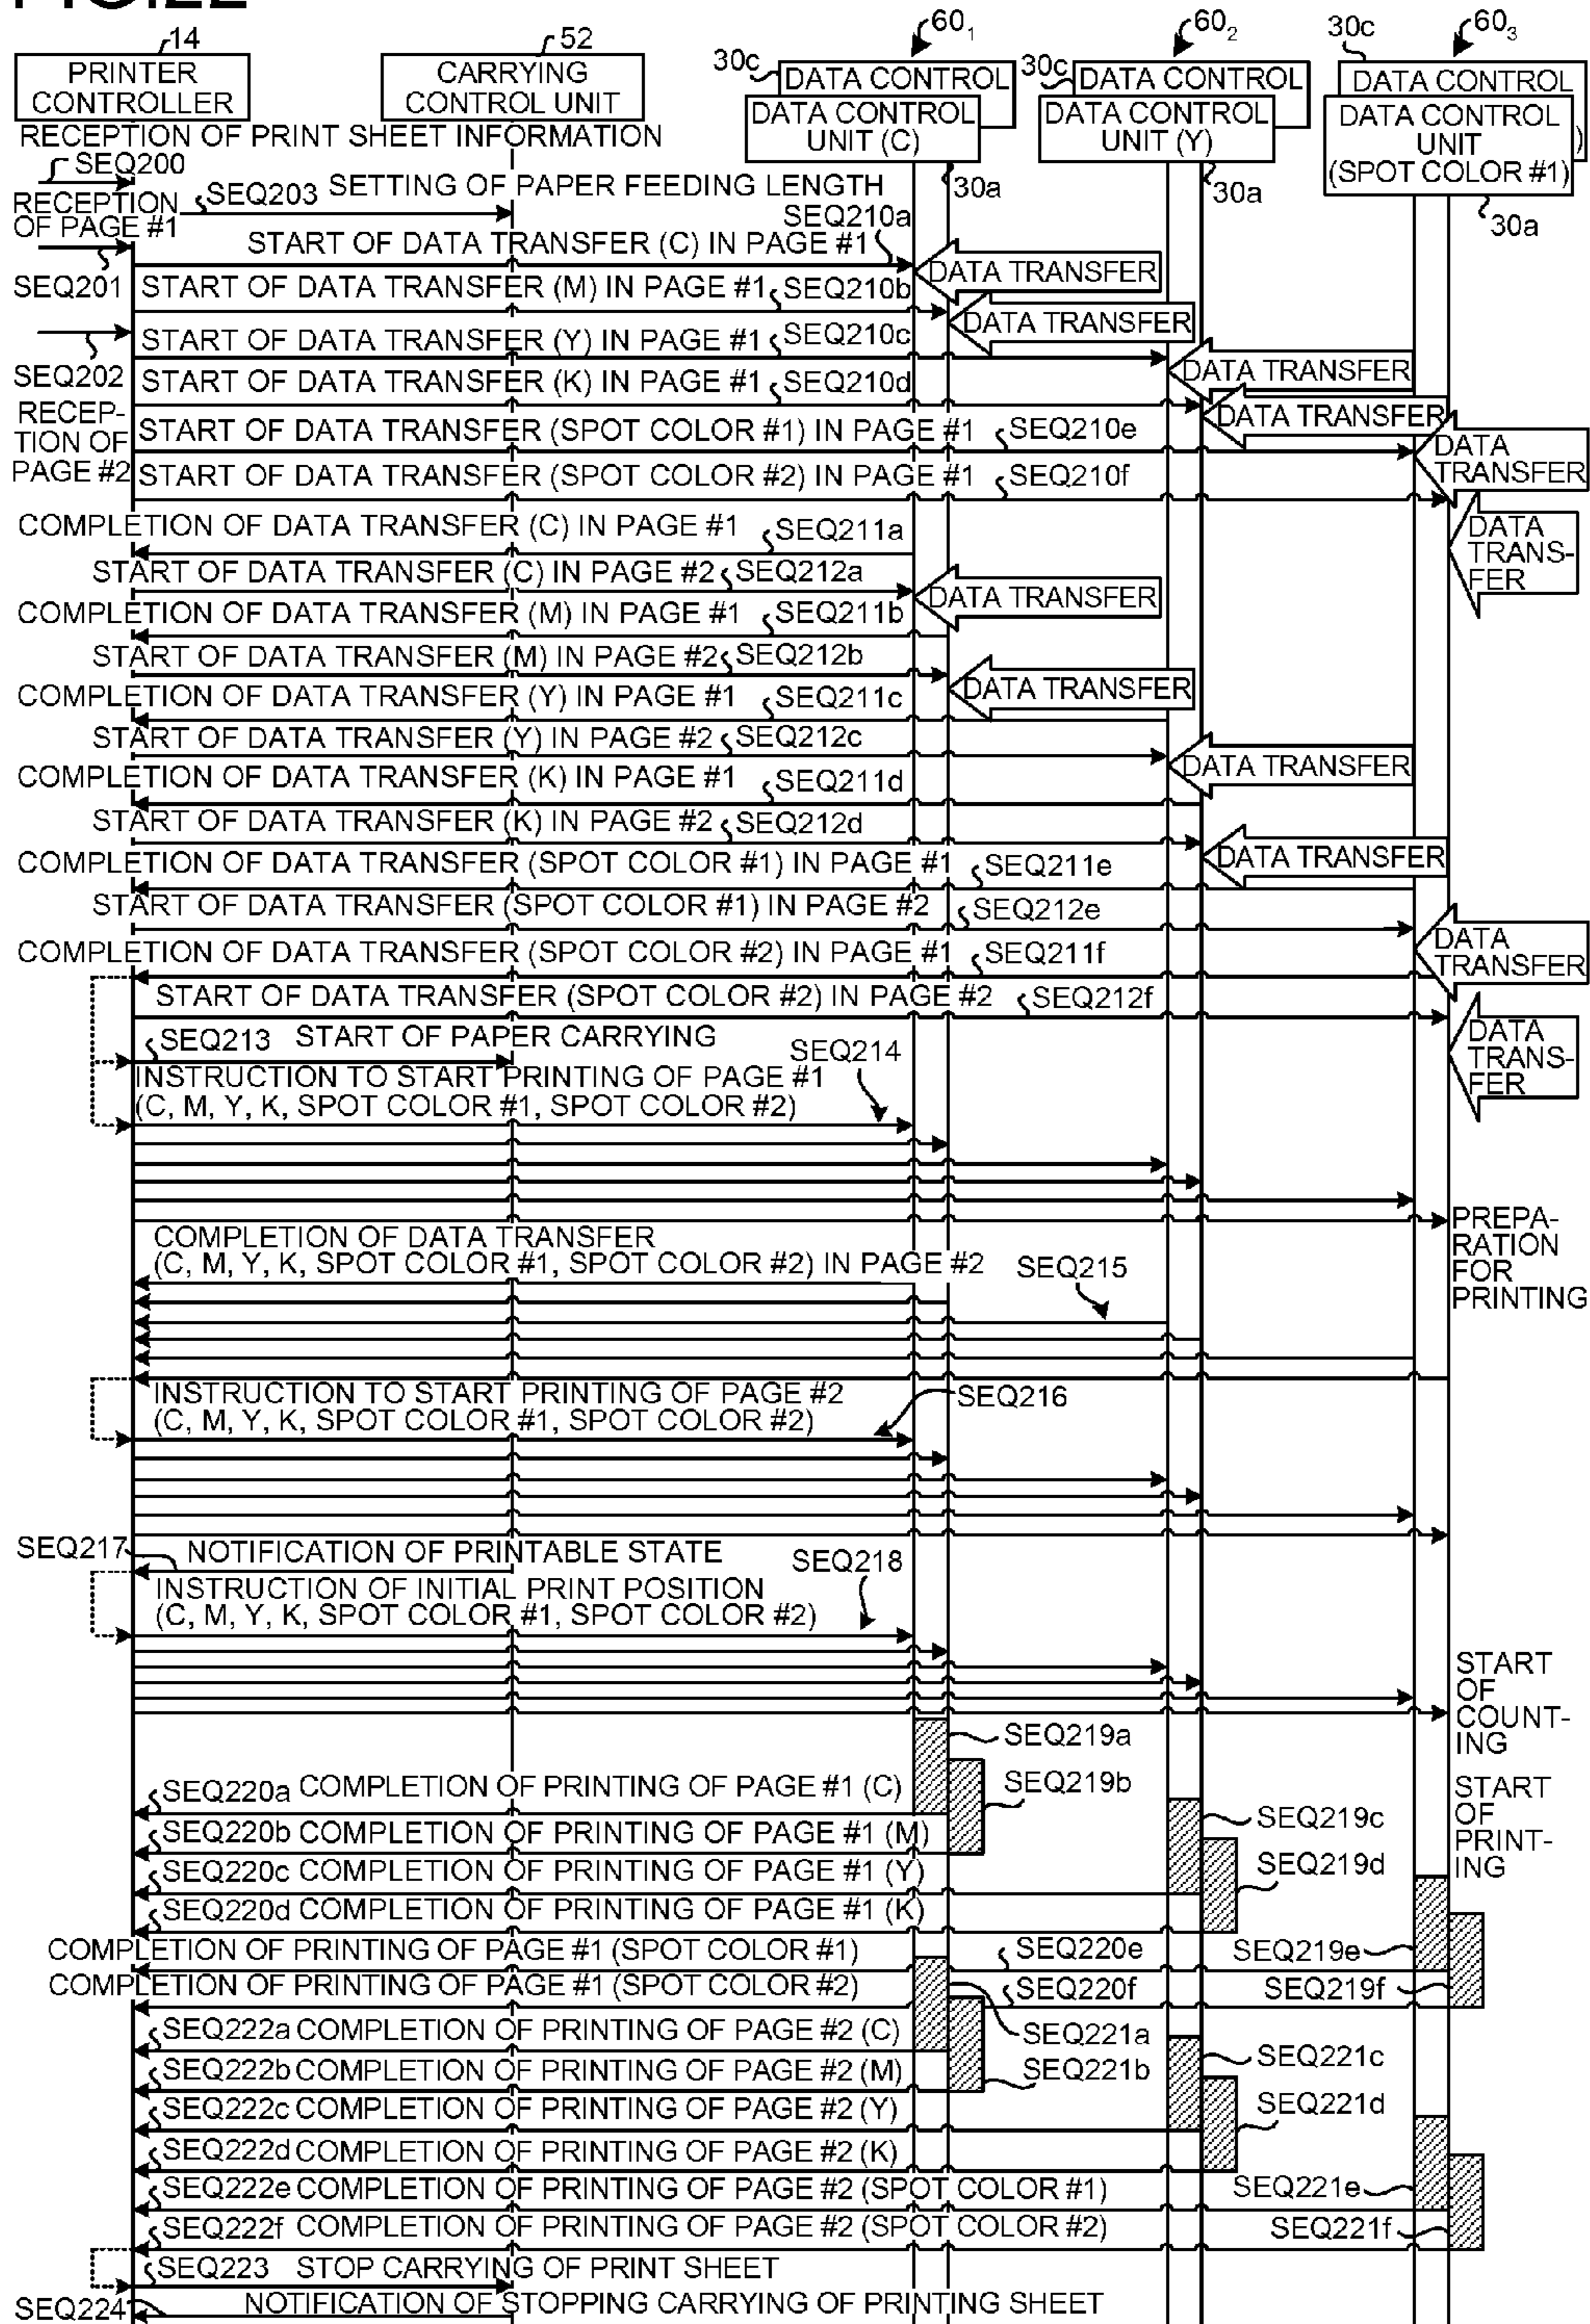 14
52
60₁
60₂
60₃
PRINTER
CONTROLLER
CARRYING
CONTROL UNIT
30c
DATA CONTROL
DATA CONTROL
UNIT (C)
30a
30c
DATA CONTROL
DATA CONTROL
UNIT (Y)
30a
30c
DATA CONTROL
DATA CONTROL
UNIT
(SPOT COLOR #1)
)
30a
RECEPTION OF PRINT SHEET INFORMATION
SEQ200
SEQ203 SETTING OF PAPER FEEDING LENGTH
RECEPTION
OF PAGE #1
SEQ201
SEQ210a
START OF DATA TRANSFER (C) IN PAGE #1
DATA TRANSFER
START OF DATA TRANSFER (M) IN PAGE #1 SEQ210b
DATA TRANSFER
START OF DATA TRANSFER (Y) IN PAGE #1 SEQ210c
DATA TRANSFER
SEQ202
RECEP-
TION OF
PAGE #2
START OF DATA TRANSFER (K) IN PAGE #1 SEQ210d
DATA TRANSFER
START OF DATA TRANSFER (SPOT COLOR #1) IN PAGE #1 SEQ210e
DATA
TRANSFER
START OF DATA TRANSFER (SPOT COLOR #2) IN PAGE #1 SEQ210f
DATA
TRANS-
FER
COMPLETION OF DATA TRANSFER (C) IN PAGE #1 SEQ211a
START OF DATA TRANSFER (C) IN PAGE #2 SEQ212a
DATA TRANSFER
COMPLETION OF DATA TRANSFER (M) IN PAGE #1 SEQ211b
START OF DATA TRANSFER (M) IN PAGE #2 SEQ212b
DATA TRANSFER
COMPLETION OF DATA TRANSFER (Y) IN PAGE #1 SEQ211c
START OF DATA TRANSFER (Y) IN PAGE #2 SEQ212c
DATA TRANSFER
COMPLETION OF DATA TRANSFER (K) IN PAGE #1 SEQ211d
START OF DATA TRANSFER (K) IN PAGE #2 SEQ212d
DATA TRANSFER
COMPLETION OF DATA TRANSFER (SPOT COLOR #1) IN PAGE #1 SEQ211e
START OF DATA TRANSFER (SPOT COLOR #1) IN PAGE #2 SEQ212e
DATA
TRANSFER
COMPLETION OF DATA TRANSFER (SPOT COLOR #2) IN PAGE #1 SEQ211f
START OF DATA TRANSFER (SPOT COLOR #2) IN PAGE #2 SEQ212f
DATA
TRANS-
FER
SEQ213 START OF PAPER CARRYING
SEQ214
INSTRUCTION TO START PRINTING OF PAGE #1
(C, M, Y, K, SPOT COLOR #1, SPOT COLOR #2)
PREPA-
RATION
FOR
PRINTING
COMPLETION OF DATA TRANSFER
(C, M, Y, K, SPOT COLOR #1, SPOT COLOR #2) IN PAGE #2 SEQ215
INSTRUCTION TO START PRINTING OF PAGE #2
(C, M, Y, K, SPOT COLOR #1, SPOT COLOR #2)
SEQ216
SEQ217 NOTIFICATION OF PRINTABLE STATE
SEQ218
INSTRUCTION OF INITIAL PRINT POSITION
(C, M, Y, K, SPOT COLOR #1, SPOT COLOR #2)
START
OF
COUNT-
ING
SEQ219a
SEQ219b
START
OF
PRINT-
ING
SEQ220a COMPLETION OF PRINTING OF PAGE #1 (C)
SEQ219c
SEQ220b COMPLETION OF PRINTING OF PAGE #1 (M)
SEQ219d
SEQ220c COMPLETION OF PRINTING OF PAGE #1 (Y)
SEQ220d COMPLETION OF PRINTING OF PAGE #1 (K)
COMPLETION OF PRINTING OF PAGE #1 (SPOT COLOR #1) SEQ220e
SEQ219e
COMPLETION OF PRINTING OF PAGE #1 (SPOT COLOR #2) SEQ220f
SEQ219f
SEQ222a COMPLETION OF PRINTING OF PAGE #2 (C)
SEQ221a
SEQ221c
SEQ222b COMPLETION OF PRINTING OF PAGE #2 (M)
SEQ221b
SEQ222c COMPLETION OF PRINTING OF PAGE #2 (Y)
SEQ221d
SEQ222d COMPLETION OF PRINTING OF PAGE #2 (K)
SEQ222e COMPLETION OF PRINTING OF PAGE #2 (SPOT COLOR #1)
SEQ221e
SEQ222f COMPLETION OF PRINTING OF PAGE #2 (SPOT COLOR #2)
SEQ221f
SEQ223 STOP CARRYING OF PRINT SHEET
SEQ224 NOTIFICATION OF STOPPING CARRYING OF PRINTING SHEET